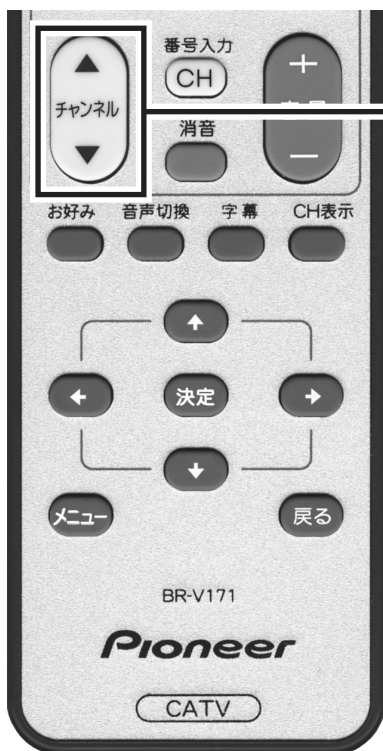 番号入力
CH
チャンネル
消音
お好み 音声切換 字幕 CH表示
決定
メニュー 戻る
BR-V171
Pioneer
CATV